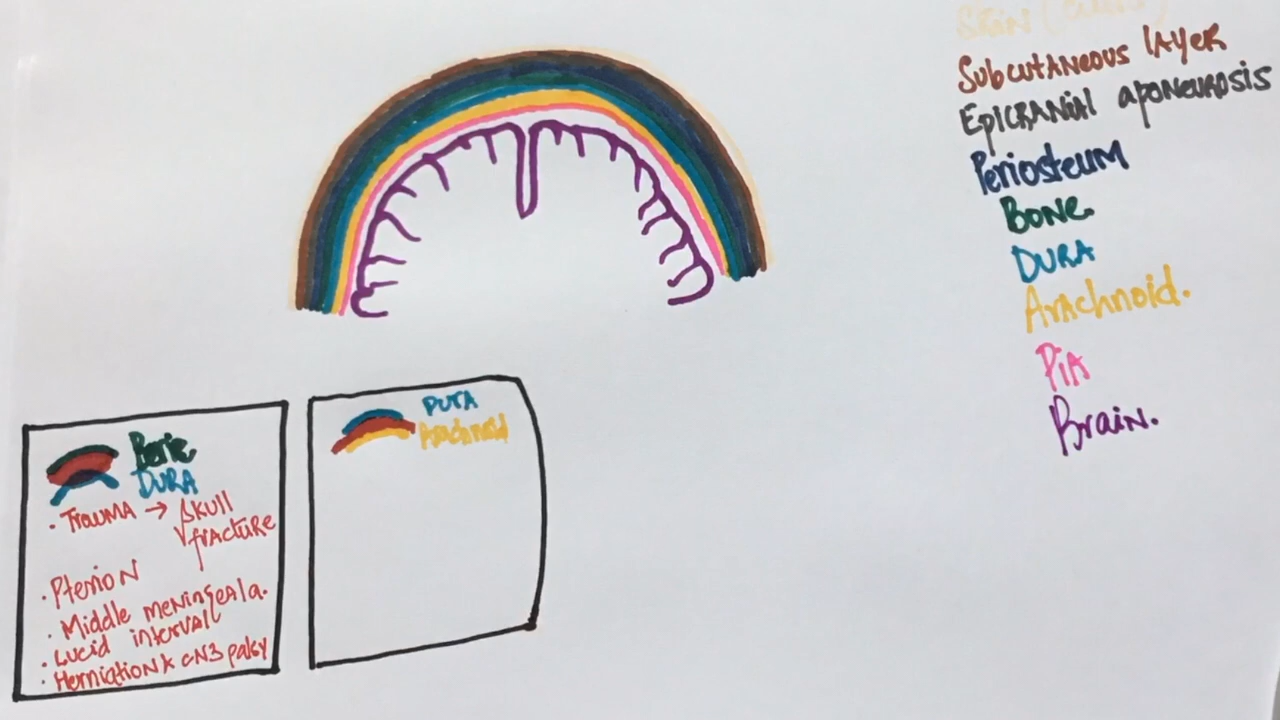 Skin (
Subcutaneous layer
Epicranial aponeurosis
Periosteum
Bone
DURA
Arachnoid.
Pia
Brain.
Bone
DURA
· Trauma → Skull
fracture
· Pterion
· Middle meningeal a.
· Lucid interval
· Herniation & CN3 palsy
DURA
Arachnoid